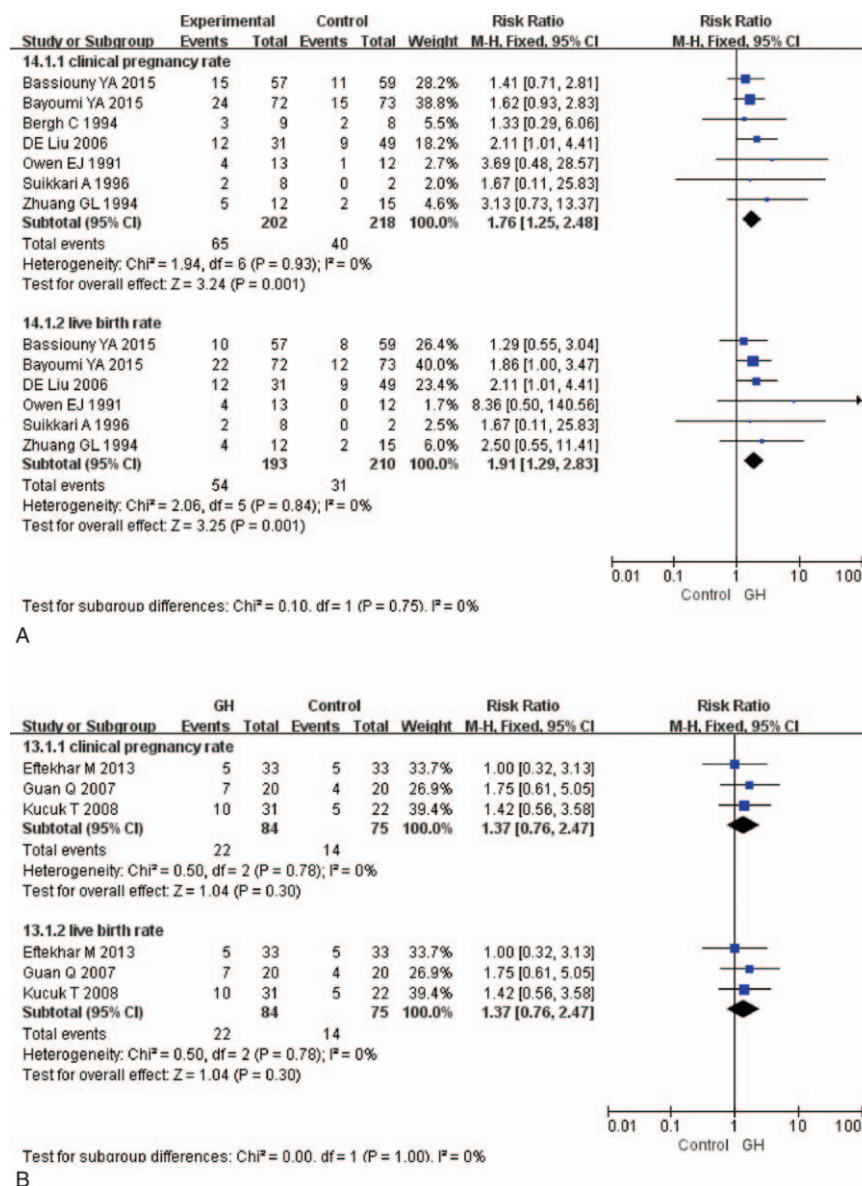 Experimental Control Risk Ratio Risk Ratio
Study or Subgroup Events Total Events Total Weight M-H, Fixed, 95% CI M-H, Fixed, 95% CI
14.1.1 clinical pregnancy rate
Bassiouny YA 2015 15 57 11 59 28.2% 1.41 [0.71, 2.81]
Bayoumi YA 2015 24 72 15 73 38.8% 1.62 [0.93, 2.83]
Bergh C 1994 3 9 2 8 5.5% 1.33 [0.29, 6.06]
DE Liu 2006 12 31 9 49 18.2% 2.11 [1.01, 4.41]
Owen EJ 1991 4 13 1 12 2.7% 3.69 [0.48, 28.57]
Suikkari A 1996 2 8 0 2 2.0% 1.67 [0.11, 25.83]
Zhuang GL 1994 5 12 2 15 4.6% 3.13 [0.73, 13.37]
Subtotal (95% CI) 202 218 100.0% 1.76 [1.25, 2.48]
Total events 65 40
Heterogeneity: Chi² = 1.94, df = 6 (P = 0.93); I² = 0%
Test for overall effect: Z = 3.24 (P = 0.001)
14.1.2 live birth rate
Bassiouny YA 2015 10 57 8 59 26.4% 1.29 [0.55, 3.04]
Bayoumi YA 2015 22 72 12 73 40.0% 1.86 [1.00, 3.47]
DE Liu 2006 12 31 9 49 23.4% 2.11 [1.01, 4.41]
Owen EJ 1991 4 13 0 12 1.7% 8.36 [0.50, 140.56]
Suikkari A 1996 2 8 0 2 2.5% 1.67 [0.11, 25.83]
Zhuang GL 1994 4 12 2 15 6.0% 2.50 [0.55, 11.41]
Subtotal (95% CI) 193 210 100.0% 1.91 [1.29, 2.83]
Total events 54 31
Heterogeneity: Chi² = 2.06, df = 5 (P = 0.84); I² = 0%
Test for overall effect: Z = 3.25 (P = 0.001)
0.01 0.1 1 10 100
Control GH
Test for subgroup differences: Chi² = 0.10. df = 1 (P = 0.75). I² = 0%
A
GH Control Risk Ratio Risk Ratio
Study or Subgroup Events Total Events Total Weight M-H, Fixed, 95% CI M-H, Fixed, 95% CI
13.1.1 clinical pregnancy rate
Eftekhar M 2013 5 33 5 33 33.7% 1.00 [0.32, 3.13]
Guan Q 2007 7 20 4 20 26.9% 1.75 [0.61, 5.05]
Kucuk T 2008 10 31 5 22 39.4% 1.42 [0.56, 3.58]
Subtotal (95% CI) 84 75 100.0% 1.37 [0.76, 2.47]
Total events 22 14
Heterogeneity: Chi² = 0.50, df = 2 (P = 0.78); I² = 0%
Test for overall effect: Z = 1.04 (P = 0.30)
13.1.2 live birth rate
Eftekhar M 2013 5 33 5 33 33.7% 1.00 [0.32, 3.13]
Guan Q 2007 7 20 4 20 26.9% 1.75 [0.61, 5.05]
Kucuk T 2008 10 31 5 22 39.4% 1.42 [0.56, 3.58]
Subtotal (95% CI) 84 75 100.0% 1.37 [0.76, 2.47]
Total events 22 14
Heterogeneity: Chi² = 0.50, df = 2 (P = 0.78); I² = 0%
Test for overall effect: Z = 1.04 (P = 0.30)
0.01 0.1 1 10 100
Control GH
Test for subgroup differences: Chi² = 0.00. df = 1 (P = 1.00). I² = 0%
B